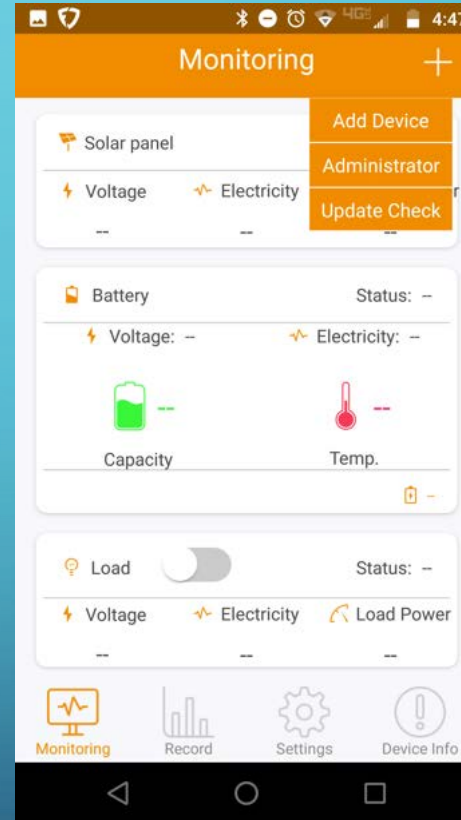 4G 4:47
Monitoring +
Add Device
Administrator
Update Check
Solar panel
Voltage Electricity
-- -- --
Battery Status: --
Voltage: -- Electricity: --
-- --
Capacity Temp.
--
Load Status: --
Voltage Electricity Load Power
-- -- --
Monitoring Record Settings Device Info